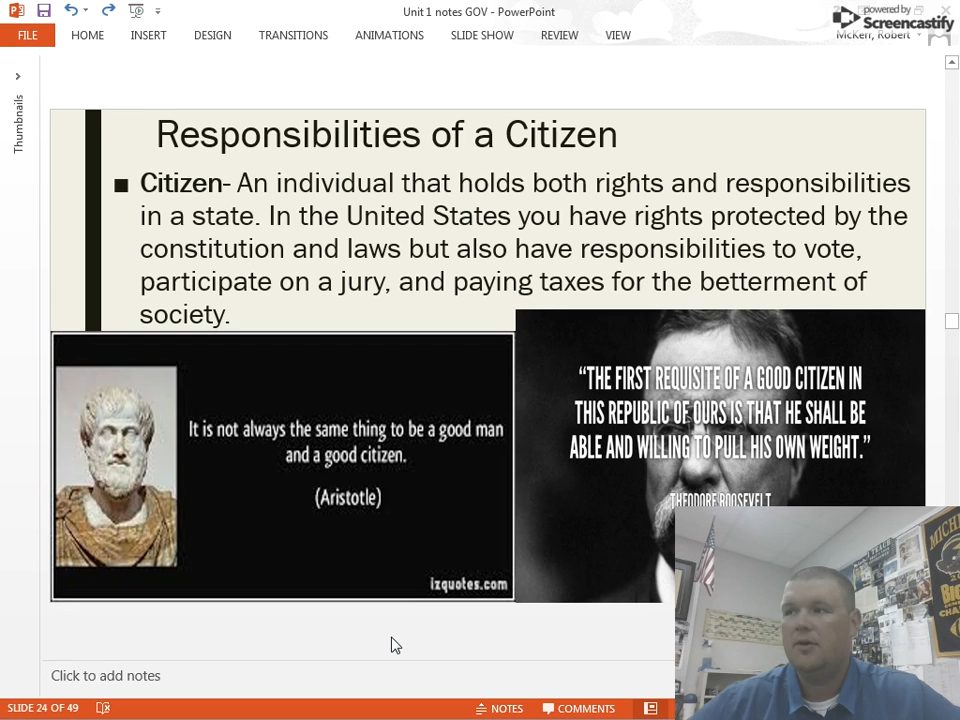 Unit 1 notes GOV - PowerPoint
powered by
Screencastify
FILE HOME INSERT DESIGN TRANSITIONS ANIMATIONS SLIDE SHOW REVIEW VIEW
McKerr, Robert
Thumbnails
Responsibilities of a Citizen
■ Citizen- An individual that holds both rights and responsibilities
in a state. In the United States you have rights protected by the
constitution and laws but also have responsibilities to vote,
participate on a jury, and paying taxes for the betterment of
society.
It is not always the same thing to be a good man
and a good citizen.
(Aristotle)
izquotes.com
“THE FIRST REQUISITE OF A GOOD CITIZEN IN
THIS REPUBLIC OF OURS IS THAT HE SHALL BE
ABLE AND WILLING TO PULL HIS OWN WEIGHT.”
THEODORE ROOSEVELT
Click to add notes
SLIDE 24 OF 49
NOTES
COMMENTS